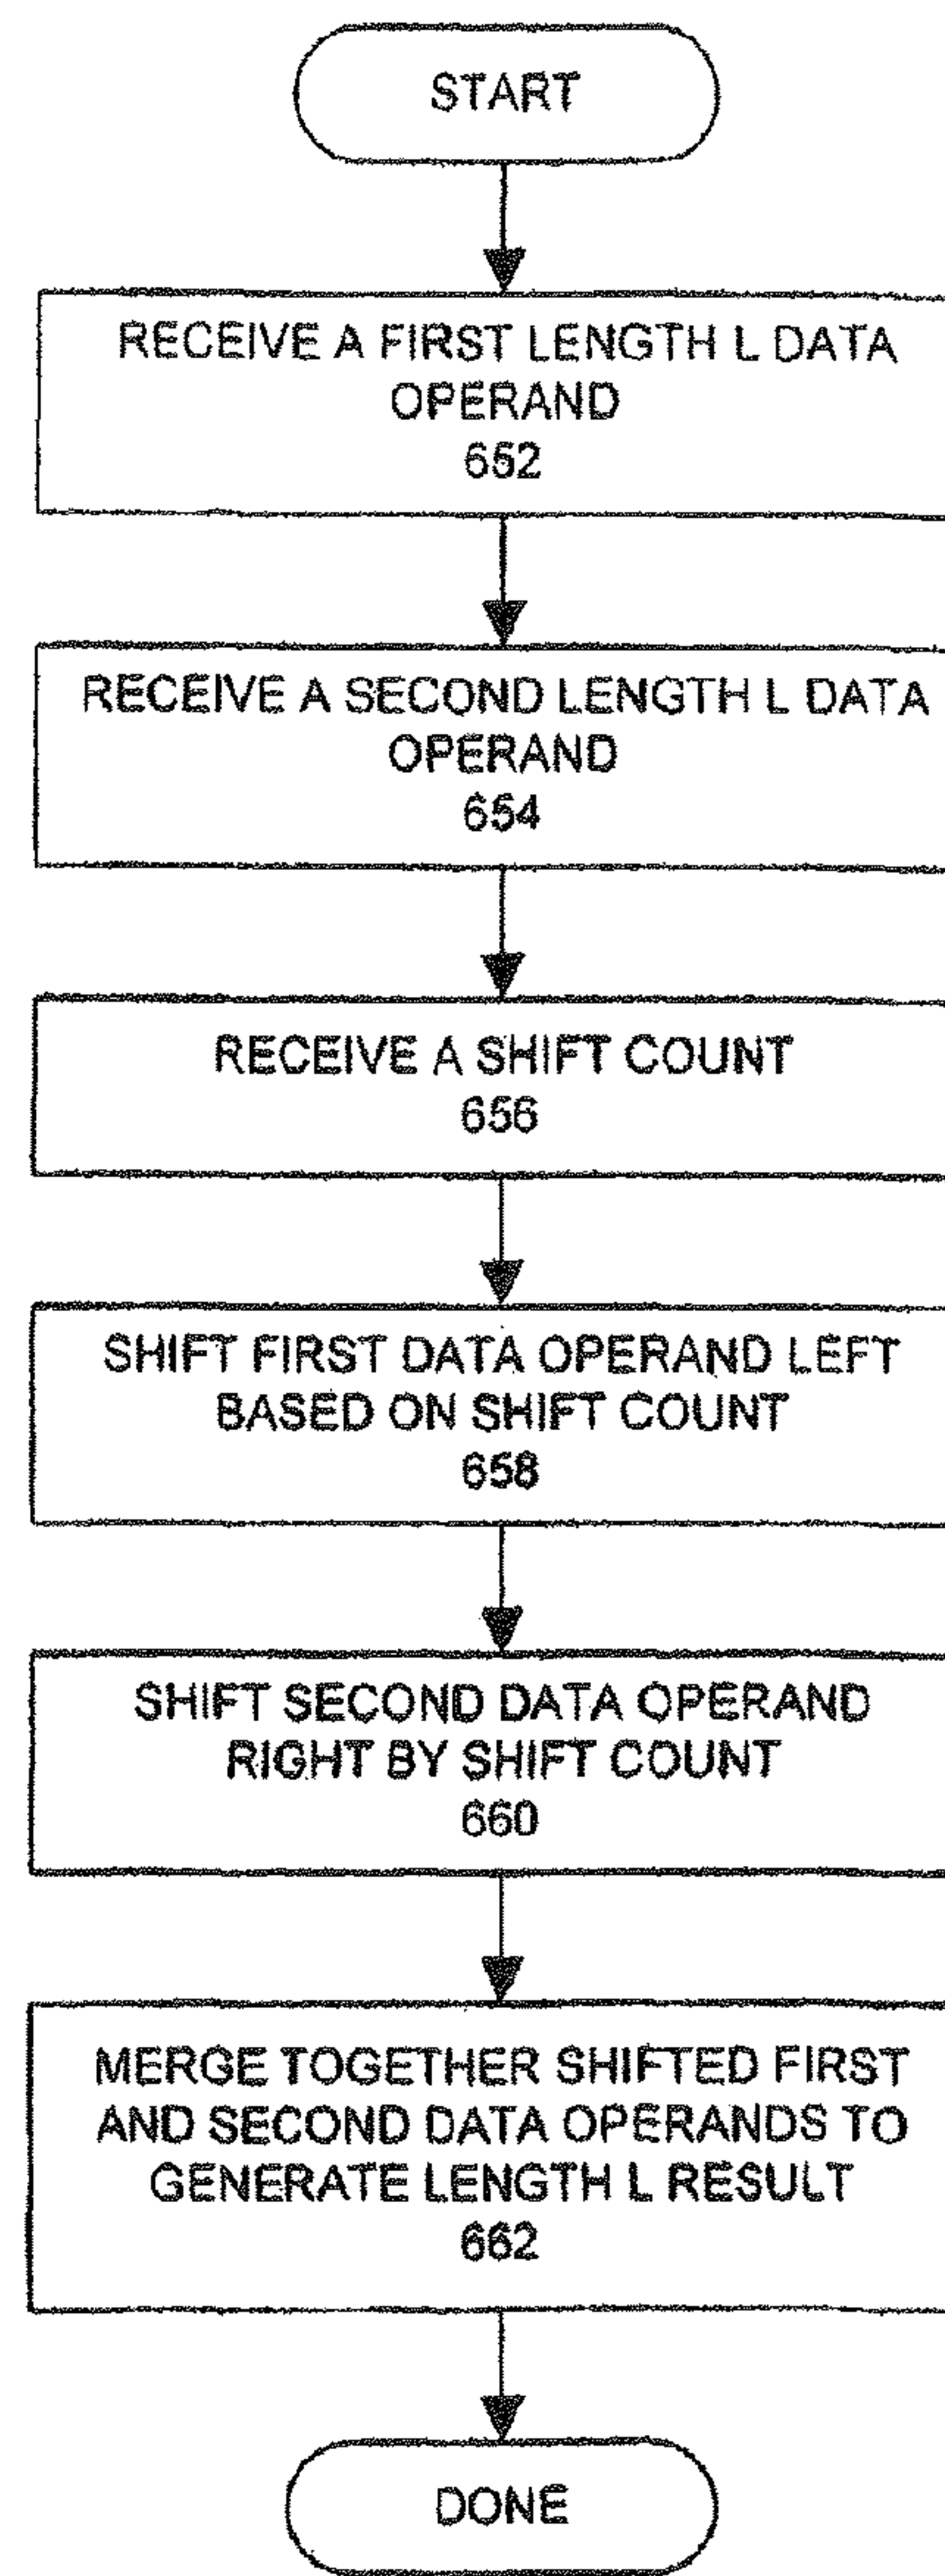 START
RECEIVE A FIRST LENGTH L DATA
OPERAND
652
RECEIVE A SECOND LENGTH L DATA
OPERAND
654
RECEIVE A SHIFT COUNT
656
SHIFT FIRST DATA OPERAND LEFT
BASED ON SHIFT COUNT
658
SHIFT SECOND DATA OPERAND
RIGHT BY SHIFT COUNT
660
MERGE TOGETHER SHIFTED FIRST
AND SECOND DATA OPERANDS TO
GENERATE LENGTH L RESULT
662
DONE